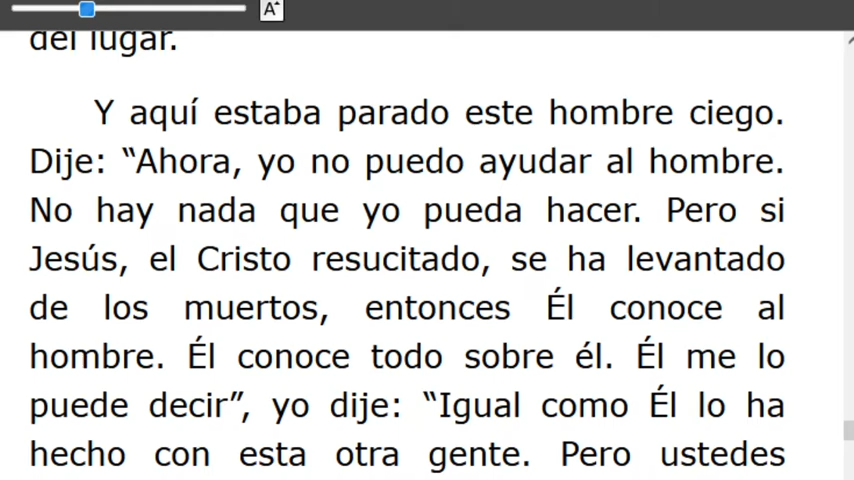 A
del lugar.
Y aquí estaba parado este hombre ciego.
Dije: “Ahora, yo no puedo ayudar al hombre.
No hay nada que yo pueda hacer. Pero si
Jesús, el Cristo resucitado, se ha levantado
de los muertos, entonces Él conoce al
hombre. Él conoce todo sobre él. Él me lo
puede decir”, yo dije: “Igual como Él lo ha
hecho con esta otra gente. Pero ustedes